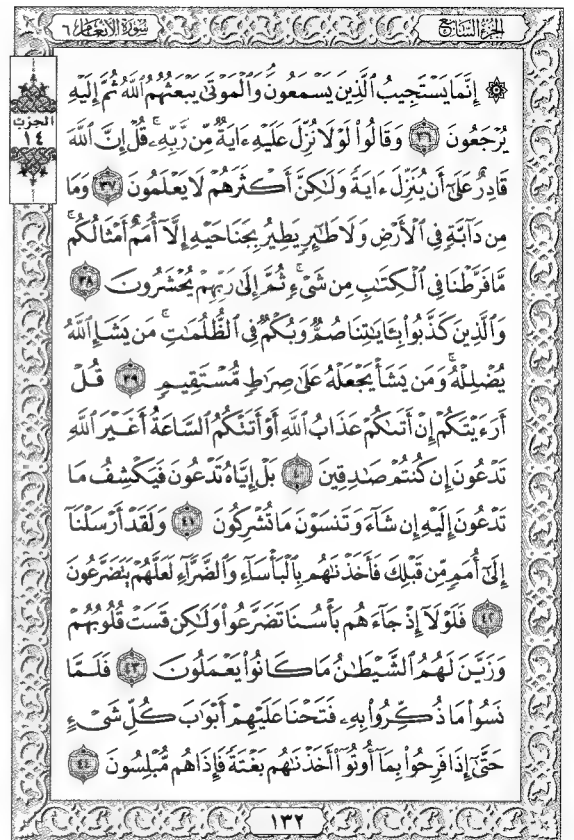 الجزء السابع
سورة الأنعام ٦
الحزب
١٤
۞ إِنَّمَا يَسْتَجِيبُ ٱلَّذِينَ يَسْمَعُونَ وَٱلْمَوْتَىٰ يَبْعَثُهُمُ ٱللَّهُ ثُمَّ إِلَيْهِ
يُرْجَعُونَ ٣٦ وَقَالُوا۟ لَوْلَا نُزِّلَ عَلَيْهِ ءَايَةٌ مِّن رَّبِّهِۦ ۚ قُلْ إِنَّ ٱللَّهَ
قَادِرٌ عَلَىٰٓ أَن يُنَزِّلَ ءَايَةً وَلَـٰكِنَّ أَكْثَرَهُمْ لَا يَعْلَمُونَ ٣٧ وَمَا
مِن دَآبَّةٍ فِى ٱلْأَرْضِ وَلَا طَـٰٓئِرٍ يَطِيرُ بِجَنَاحَيْهِ إِلَّآ أُمَمٌ أَمْثَالُكُم ۚ
مَّا فَرَّطْنَا فِى ٱلْكِتَـٰبِ مِن شَىْءٍ ۚ ثُمَّ إِلَىٰ رَبِّهِمْ يُحْشَرُونَ ٣٨
وَٱلَّذِينَ كَذَّبُوا۟ بِـَٔايَـٰتِنَا صُمٌّ وَبُكْمٌ فِى ٱلظُّلُمَـٰتِ ۗ مَن يَشَإِ ٱللَّهُ
يُضْلِلْهُ ۚ وَمَن يَشَأْ يَجْعَلْهُ عَلَىٰ صِرَٰطٍ مُّسْتَقِيمٍ ٣٩ قُلْ
أَرَءَيْتَكُمْ إِنْ أَتَىٰكُمْ عَذَابُ ٱللَّهِ أَوْ أَتَتْكُمُ ٱلسَّاعَةُ أَغَيْرَ ٱللَّهِ
تَدْعُونَ إِن كُنتُمْ صَـٰدِقِينَ ٤٠ بَلْ إِيَّاهُ تَدْعُونَ فَيَكْشِفُ مَا
تَدْعُونَ إِلَيْهِ إِن شَآءَ وَتَنسَوْنَ مَا تُشْرِكُونَ ٤١ وَلَقَدْ أَرْسَلْنَآ
إِلَىٰٓ أُمَمٍ مِّن قَبْلِكَ فَأَخَذْنَـٰهُم بِٱلْبَأْسَآءِ وَٱلضَّرَّآءِ لَعَلَّهُمْ يَتَضَرَّعُونَ
٤٢ فَلَوْلَآ إِذْ جَآءَهُم بَأْسُنَا تَضَرَّعُوا۟ وَلَـٰكِن قَسَتْ قُلُوبُهُمْ
وَزَيَّنَ لَهُمُ ٱلشَّيْطَـٰنُ مَا كَانُوا۟ يَعْمَلُونَ ٤٣ فَلَمَّا
نَسُوا۟ مَا ذُكِّرُوا۟ بِهِۦ فَتَحْنَا عَلَيْهِمْ أَبْوَٰبَ كُلِّ شَىْءٍ
حَتَّىٰٓ إِذَا فَرِحُوا۟ بِمَآ أُوتُوٓا۟ أَخَذْنَـٰهُم بَغْتَةً فَإِذَا هُم مُّبْلِسُونَ ٤٤
١٣٢